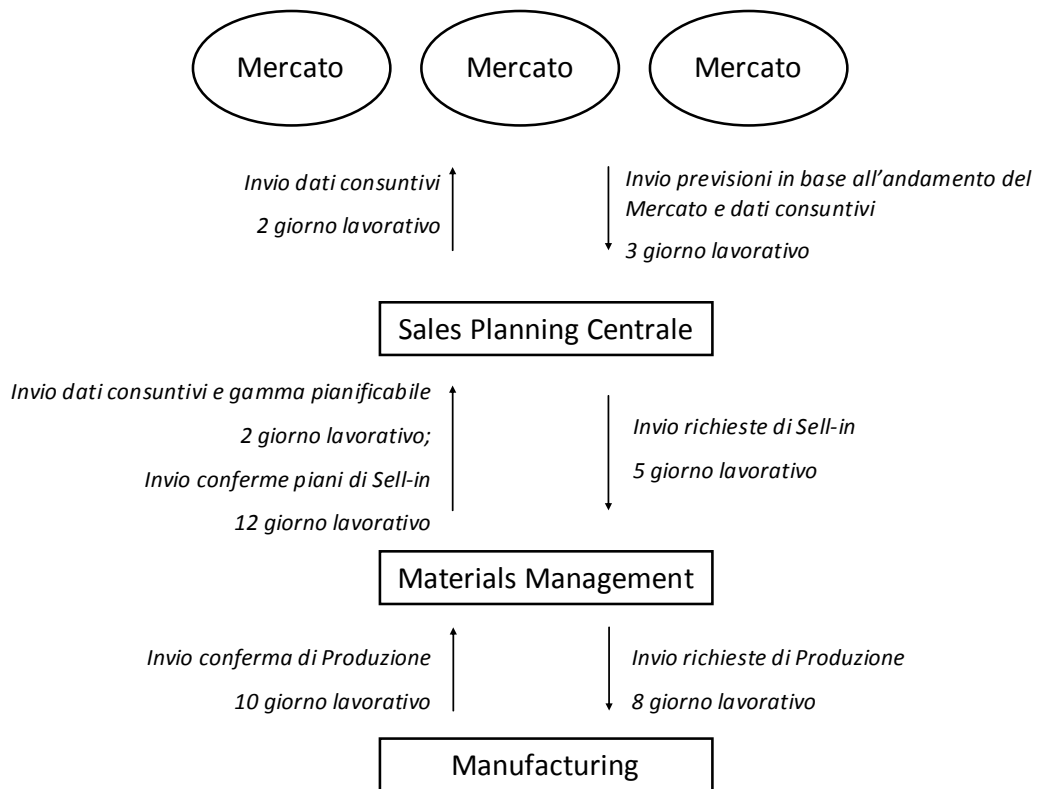 Mercato
Mercato
Mercato
Invio dati consuntivi
2 giorno lavorativo
Invio previsioni in base all’andamento del
Mercato e dati consuntivi
3 giorno lavorativo
Sales Planning Centrale
Invio dati consuntivi e gamma pianificabile
2 giorno lavorativo;
Invio conferme piani di Sell-in
12 giorno lavorativo
Invio richieste di Sell-in
5 giorno lavorativo
Materials Management
Invio conferma di Produzione
10 giorno lavorativo
Invio richieste di Produzione
8 giorno lavorativo
Manufacturing